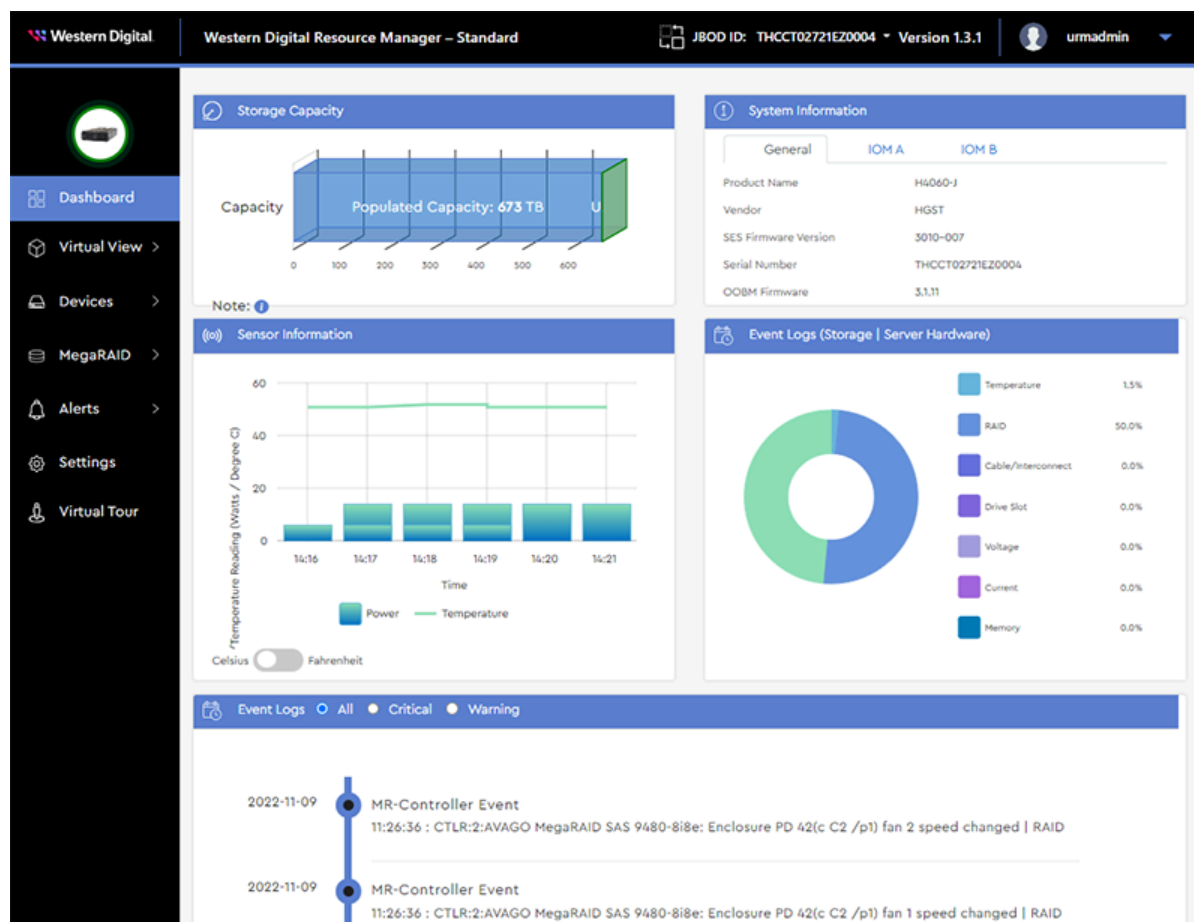 Western Digital
Western Digital Resource Manager – Standard
JBOD ID: THCCT02721EZ0004
Version 1.3.1
urmadmin
Dashboard
Virtual View
Devices
MegaRAID
Alerts
Settings
Virtual Tour
Storage Capacity
Capacity
Populated Capacity: 673 TB
U
0 100 200 300 400 500 600
Note:
System Information
General IOM A IOM B
Product Name H4060-J
Vendor HGST
SES Firmware Version 3010-007
Serial Number THCCT02721EZ0004
OOBM Firmware 3.1.11
Sensor Information
Temperature Reading (Watts / Degree C)
60
40
20
0
14:16 14:17 14:18 14:19 14:20 14:21
Time
Power Temperature
Celsius Fahrenheit
Event Logs (Storage | Server Hardware)
Temperature 1.5%
RAID 50.0%
Cable/Interconnect 0.0%
Drive Slot 0.0%
Voltage 0.0%
Current 0.0%
Memory 0.0%
Event Logs All Critical Warning
2022-11-09 MR-Controller Event
11:26:36 : CTLR:2:AVAGO MegaRAID SAS 9480-8i8e: Enclosure PD 42(c C2 /p1) fan 2 speed changed | RAID
2022-11-09 MR-Controller Event
11:26:36 : CTLR:2:AVAGO MegaRAID SAS 9480-8i8e: Enclosure PD 42(c C2 /p1) fan 1 speed changed | RAID